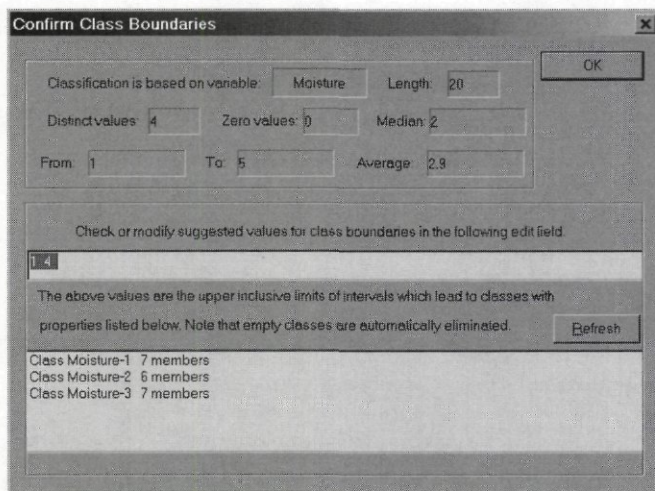 Confirm Class Boundaries
Classification is based on variable: Moisture Length: 20 OK
Distinct values: 4 Zero values: 0 Median: 2
From: 1 To: 5 Average: 2.9
Check or modify suggested values for class boundaries in the following edit field.
1 4
The above values are the upper inclusive limits of intervals which lead to classes with
properties listed below. Note that empty classes are automatically eliminated. Refresh
Class Moisture-1 7 members
Class Moisture-2 6 members
Class Moisture-3 7 members